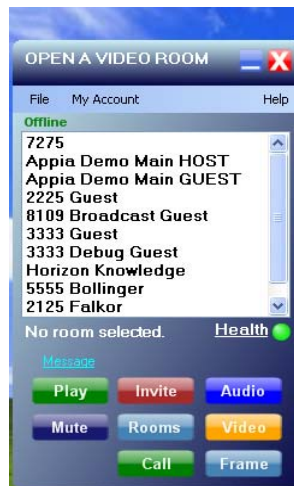 OPEN A VIDEO ROOM
File My Account Help
Offline
7275
Appia Demo Main HOST
Appia Demo Main GUEST
2225 Guest
8109 Broadcast Guest
3333 Guest
3333 Debug Guest
Horizon Knowledge
5555 Bollinger
2125 Falkor
No room selected. Health
Message
Play Invite Audio
Mute Rooms Video
Call Frame